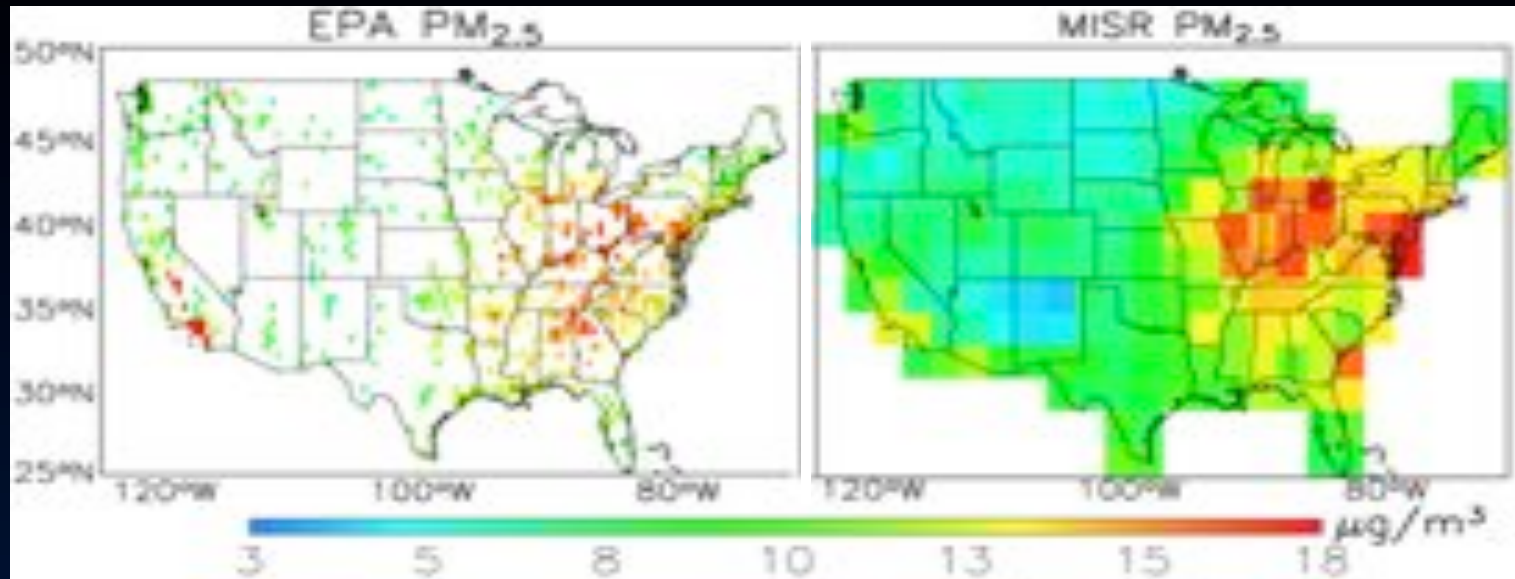 EPA PM₂.₅
MISR PM₂.₅
50°N
45°N
40°N
35°N
30°N
25°N
120°W 100°W 80°W
120°W 100°W 80°W
3 5 8 10 13 15 18 μg/m³